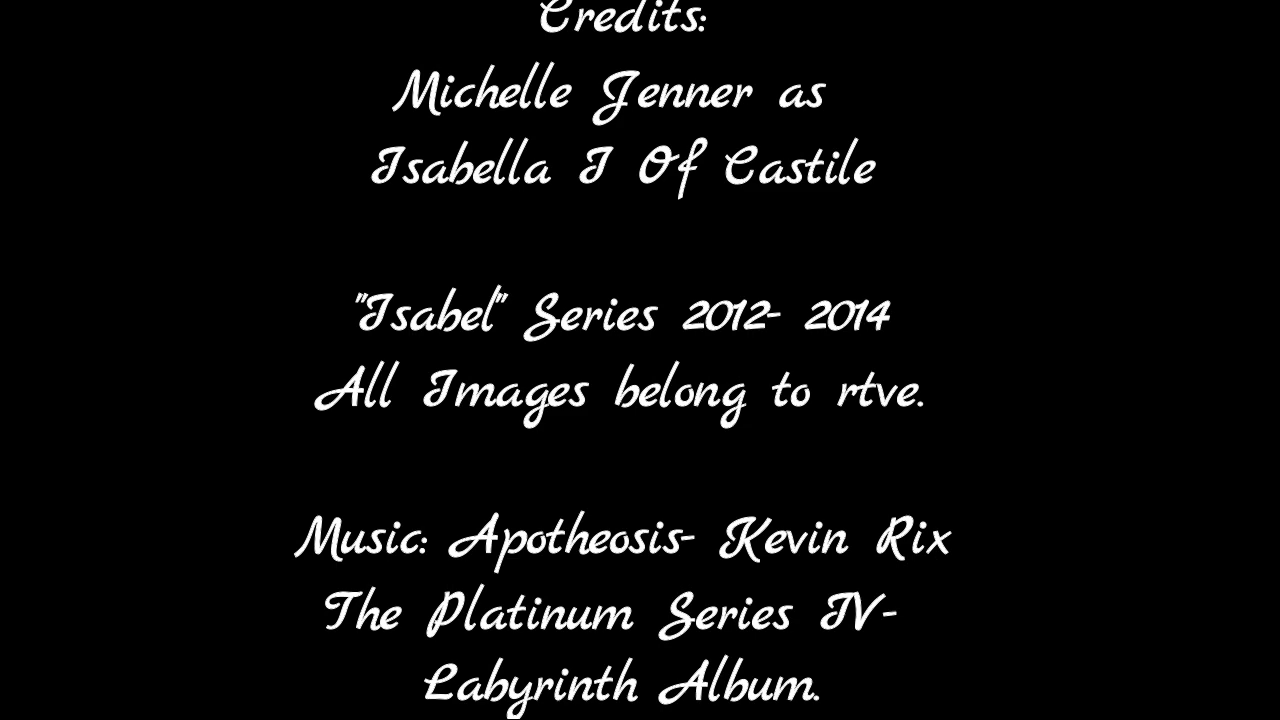 Credits:
Michelle Jenner as
Isabella I Of Castile
"Isabel" Series 2012- 2014
All Images belong to rtve.
Music: Apotheosis- Kevin Rix
The Platinum Series IV-
Labyrinth Album.